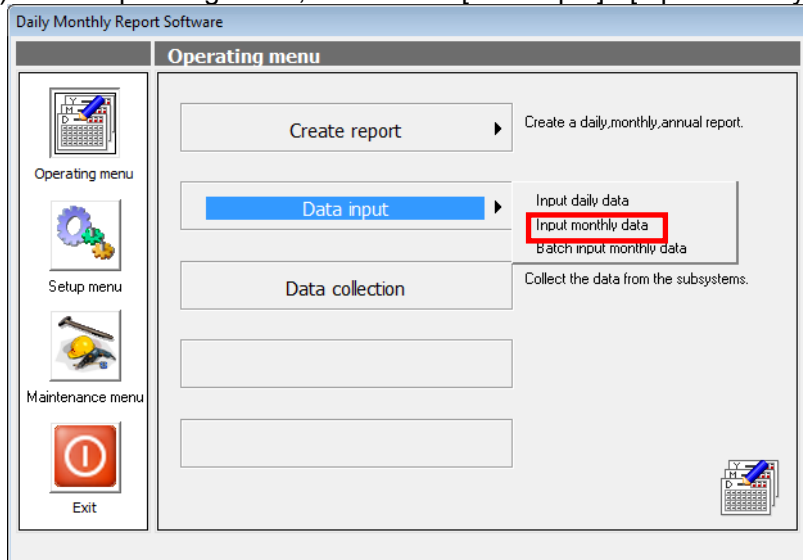 Daily Monthly Report Software
Operating menu
Operating menu
Setup menu
Maintenance menu
Exit
Create report
Create a daily,monthly,annual report.
Data input
Input daily data
Input monthly data
Batch input monthly data
Data collection
Collect the data from the subsystems.